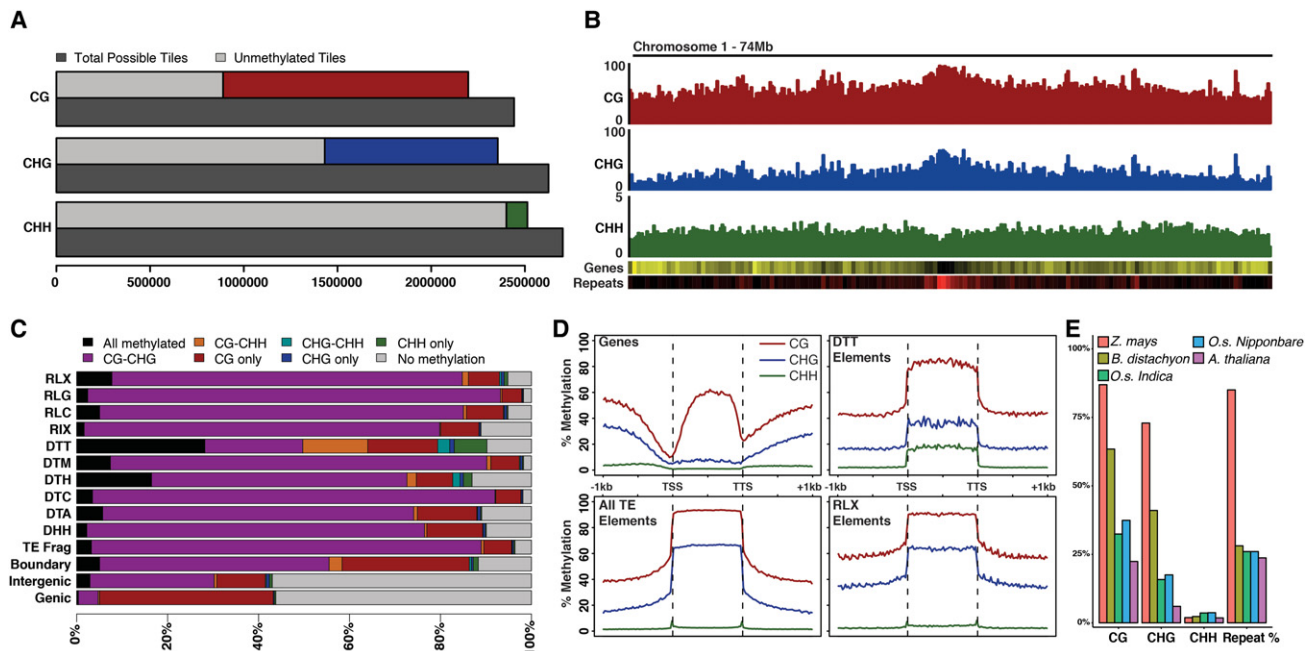 A
Total Possible Tiles
Unmethylated Tiles
CG
CHG
CHH
0
500000
1000000
1500000
2000000
2500000
B
Chromosome 1 - 74Mb
100
CG
0
100
CHG
0
5
CHH
0
Genes
Repeats
C
All methylated
CG-CHH
CHG-CHH
CHH only
CG-CHG
CG only
CHG only
No methylation
RLX
RLG
RLC
RIX
DTT
DTM
DTH
DTC
DTA
DHH
TE Frag
Boundary
Intergenic
Genic
0%
20%
40%
60%
80%
100%
D
% Methylation
0 20 40 60 80 100
Genes
CG
CHG
CHH
DTT
Elements
-1kb
TSS
TTS
+1kb
-1kb
TSS
TTS
+1kb
% Methylation
0 20 40 60 80 100
All TE
Elements
RLX
Elements
E
Z. mays
O.s. Nipponbare
B. distachyon
A. thaliana
O.s. Indica
100%
75%
50%
25%
0%
CG
CHG
CHH
Repeat %